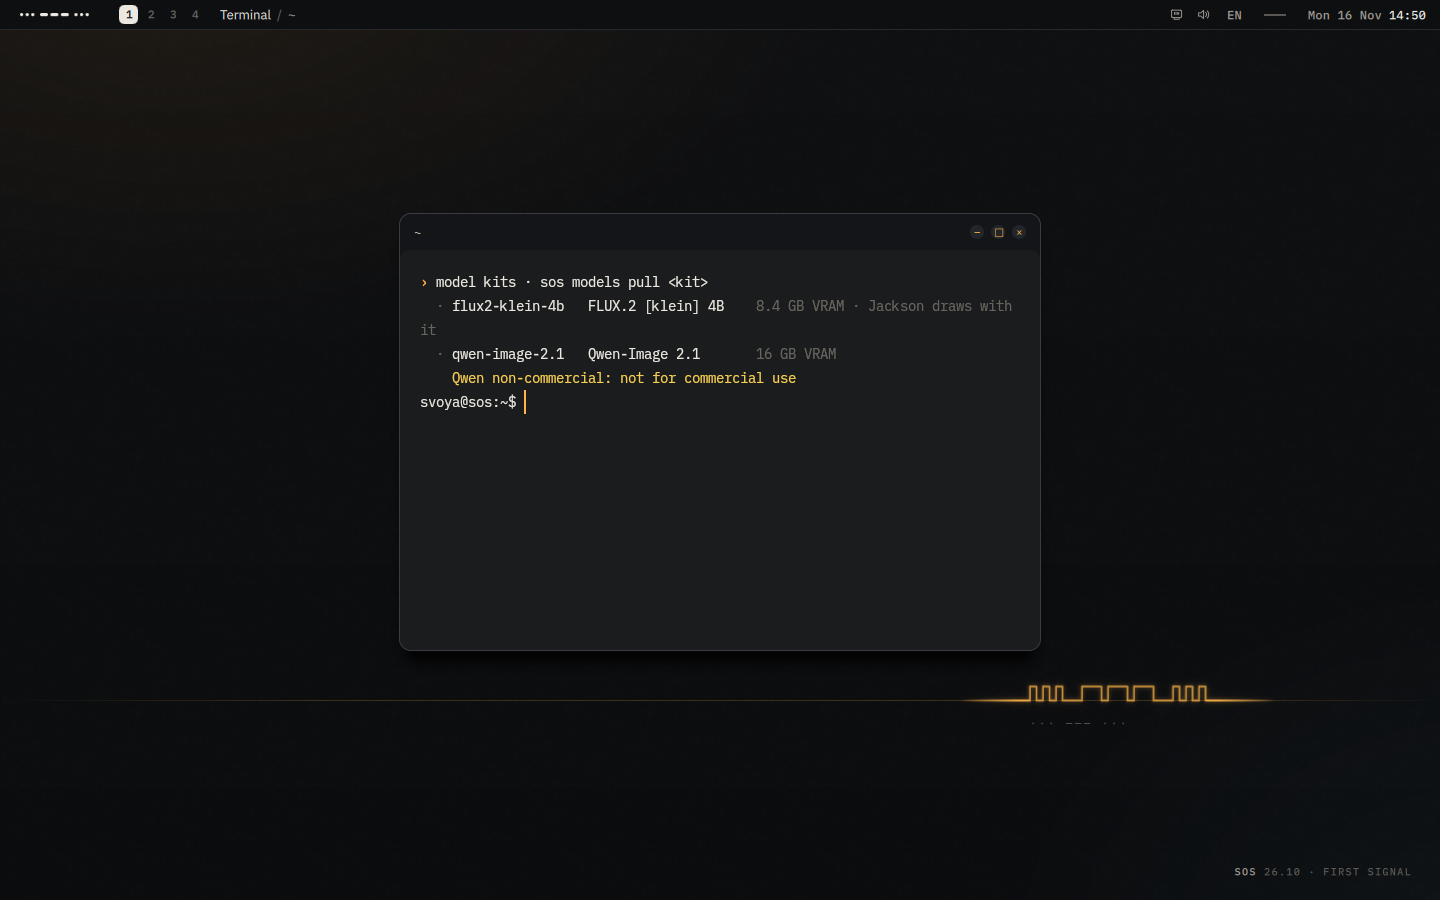 1 2 3 4 Terminal / ~ EN Mon 16 Nov 14:50
~
› model kits · sos models pull <kit>
· flux2-klein-4b FLUX.2 [klein] 4B 8.4 GB VRAM · Jackson draws with
it
· qwen-image-2.1 Qwen-Image 2.1 16 GB VRAM
Qwen non-commercial: not for commercial use
svoya@sos:~$
··· ––– ···
SOS 26.10 · FIRST SIGNAL